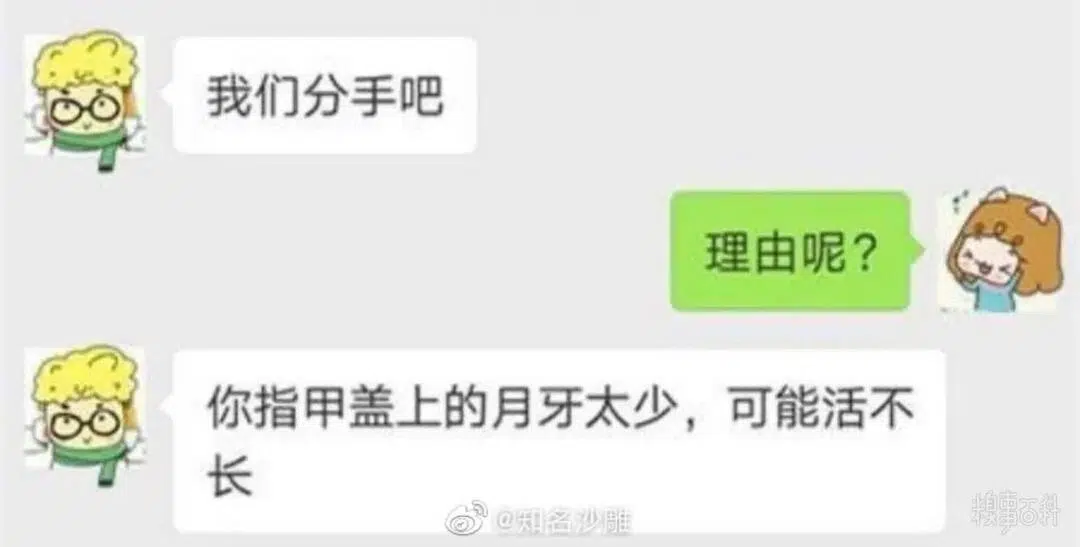 我们分手吧
理由呢？
你指甲盖上的月牙太少，可能活不
长
@知名沙雕
糗事百科